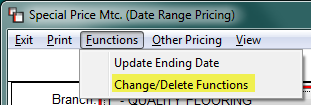 Special Price Mtc. (Date Range Pricing)
Exit Print Functions Other Pricing View
Update Ending Date
Change/Delete Functions
Branch: - QUALITY FLOORING